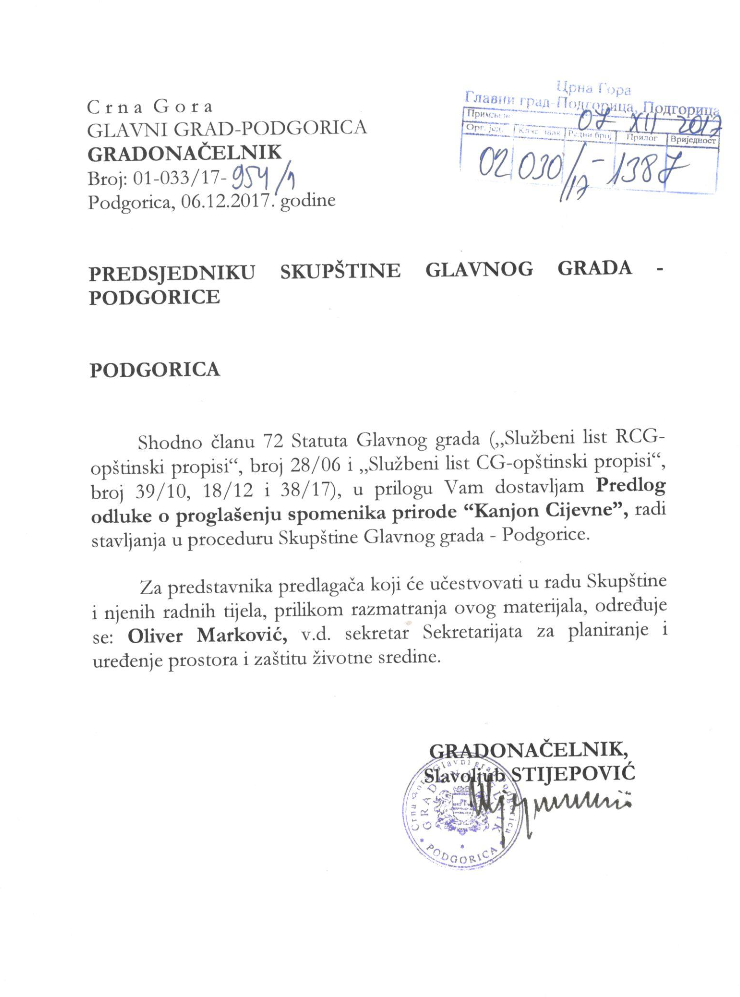 Crna Gora
GLAVNI GRAD-PODGORICA
GRADONAČELNIK
Broj: 01-033/17-954/1
Podgorica, 06.12.2017. godine
Црна Гора
Главни град-Подгорица, Подгорица
07 XII 2017
Орг. јед. Прилог Вриједност
02 030/17 - 1387
PREDSJEDNIKU SKUPŠTINE GLAVNOG GRADA -
PODGORICE
PODGORICA
Shodno članu 72 Statuta Glavnog grada („Službeni list RCG-
opštinski propisi“, broj 28/06 i „Službeni list CG-opštinski propisi“,
broj 39/10, 18/12 i 38/17), u prilogu Vam dostavljam Predlog
odluke o proglašenju spomenika prirode “Kanjon Cijevne”, radi
stavljanja u proceduru Skupštine Glavnog grada - Podgorice.
Za predstavnika predlagača koji će učestvovati u radu Skupštine
i njenih radnih tijela, prilikom razmatranja ovog materijala, određuje
se: Oliver Marković, v.d. sekretar Sekretarijata za planiranje i
uređenje prostora i zaštitu životne sredine.
GRADONAČELNIK,
Slavoljub STIJEPOVIĆ
PODGORICA